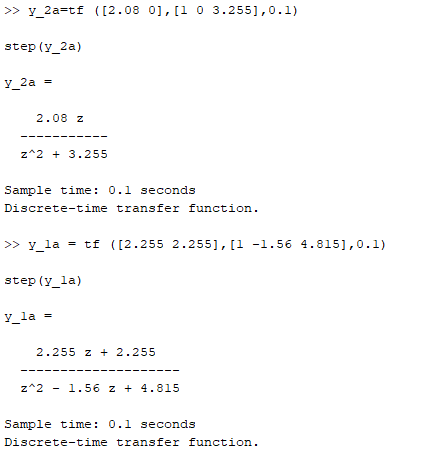 >> y_2a=tf ([2.08 0],[1 0 3.255],0.1)
step(y_2a)
y_2a =
2.08 z
-----------
z^2 + 3.255
Sample time: 0.1 seconds
Discrete-time transfer function.
>> y_1a = tf ([2.255 2.255],[1 -1.56 4.815],0.1)
step(y_1a)
y_1a =
2.255 z + 2.255
--------------------
z^2 - 1.56 z + 4.815
Sample time: 0.1 seconds
Discrete-time transfer function.